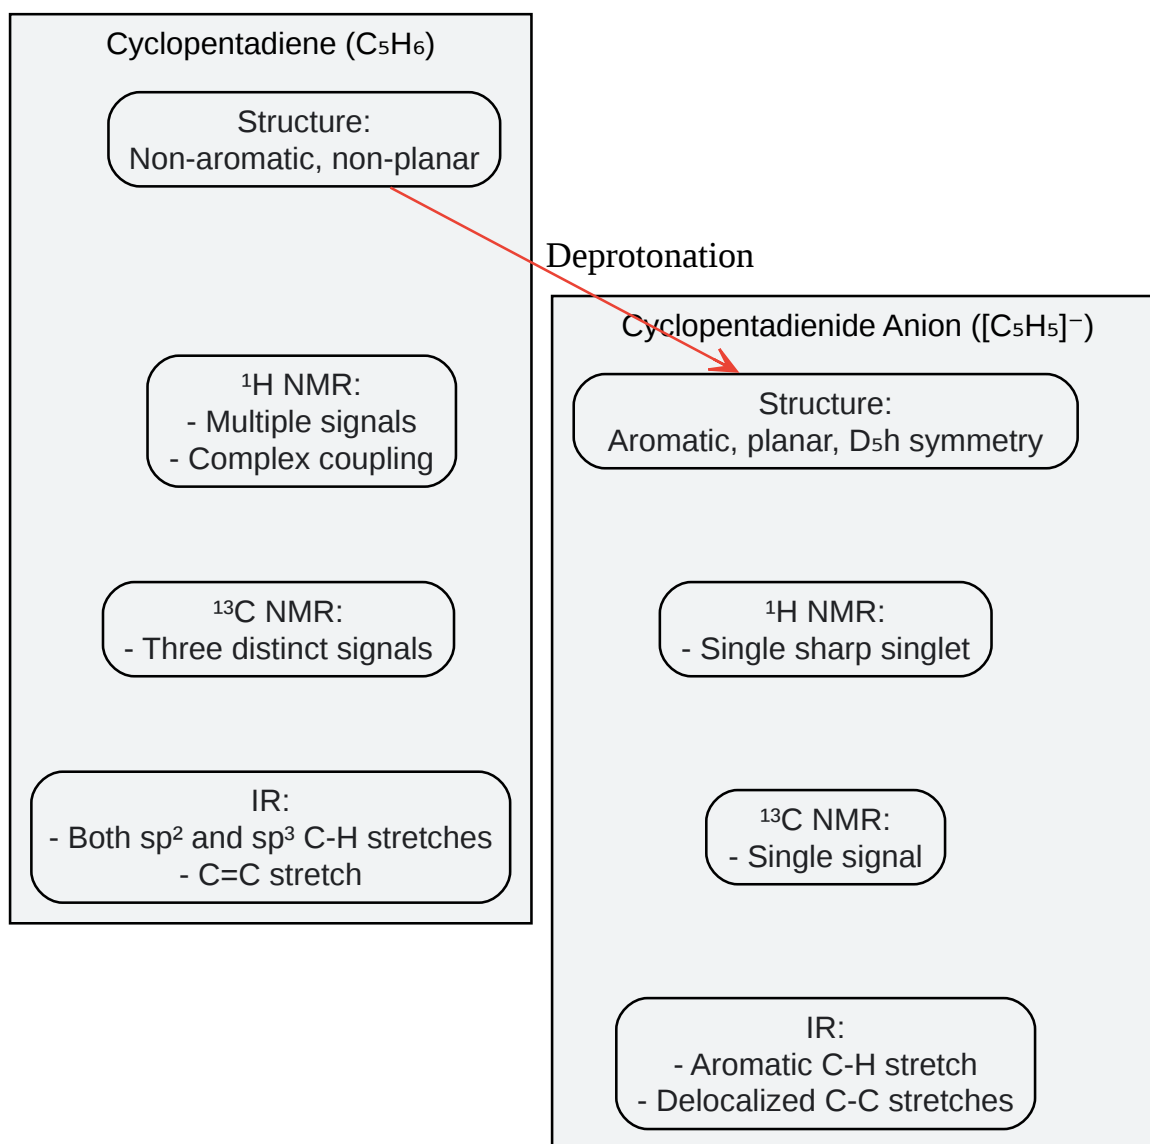 Cyclopentadiene (C₅H₆)
Structure:
Non-aromatic, non-planar
Deprotonation
¹H NMR:
- Multiple signals
- Complex coupling
¹³C NMR:
- Three distinct signals
IR:
- Both sp² and sp³ C-H stretches
- C=C stretch
Cyclopentadienide Anion ([C₅H₅]⁻)
Structure:
Aromatic, planar, D₅h symmetry
¹H NMR:
- Single sharp singlet
¹³C NMR:
- Single signal
IR:
- Aromatic C-H stretch
- Delocalized C-C stretches